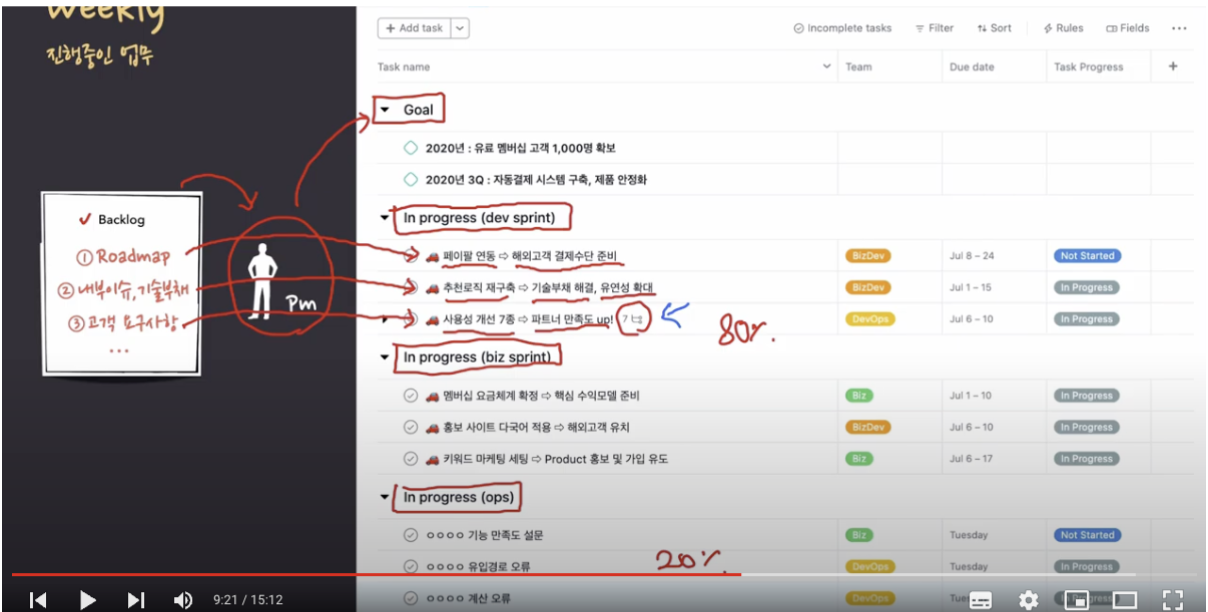 Weekly
진행중인 업무
✓ Backlog
① Roadmap
② 내부이슈, 기술부채
③ 고객 요구사항
...
Pm
+ Add task
Incomplete tasks Filter Sort Rules Fields ...
Task name Team Due date Task Progress +
Goal
2020년 : 유료 멤버십 고객 1,000명 확보
2020년 3Q : 자동결제 시스템 구축, 제품 안정화
In progress (dev sprint)
페이팔 연동 ⇨ 해외고객 결제수단 준비 BizDev Jul 8 – 24 Not Started
추천로직 재구축 ⇨ 기술부채 해결, 유연성 확대 BizDev Jul 1 – 15 In Progress
사용성 개선 7종 ⇨ 파트너 만족도 up! 7 DevOps Jul 6 – 10 In Progress
80%.
In progress (biz sprint)
멤버십 요금체계 확정 ⇨ 핵심 수익모델 준비 Biz Jul 1 – 10 In Progress
홍보 사이트 다국어 적용 ⇨ 해외고객 유치 BizDev Jul 6 – 10 In Progress
키워드 마케팅 세팅 ⇨ Product 홍보 및 가입 유도 Biz Jul 6 – 17 In Progress
In progress (ops)
ㅇㅇㅇㅇ 기능 만족도 설문 Biz Tuesday Not Started
20%.
ㅇㅇㅇㅇ 유입경로 오류 DevOps Tuesday In Progress
ㅇㅇㅇㅇ 계산 오류 DevOps
9:21 / 15:12